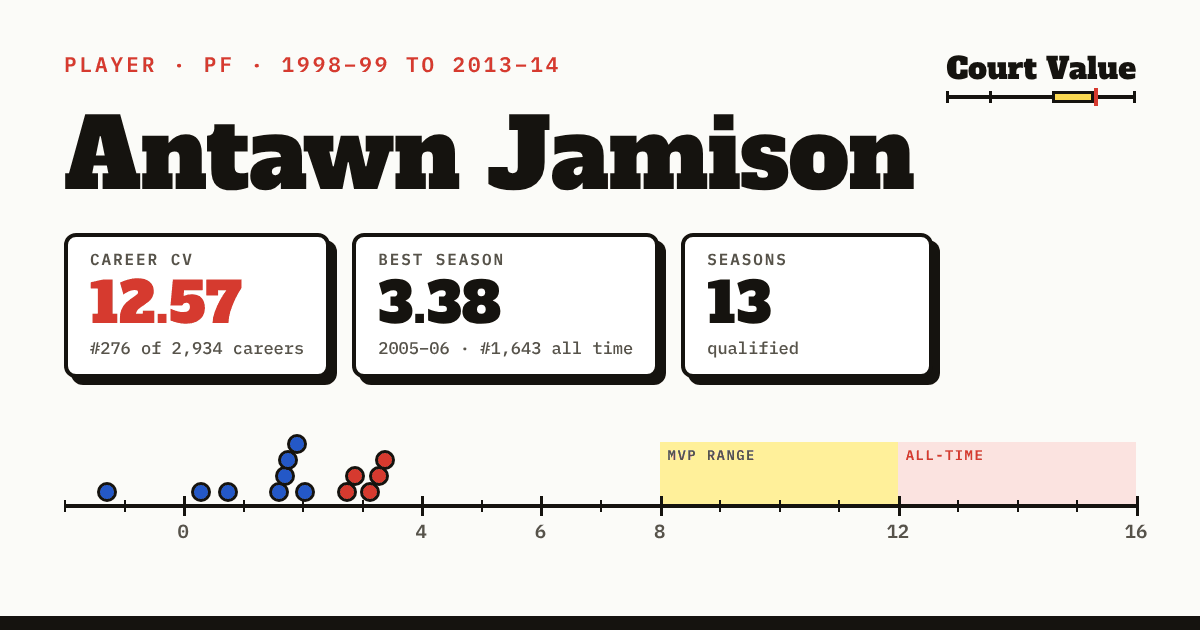 PLAYER · PF · 1998–99 TO 2013–14
Court Value
Antawn Jamison
CAREER CV
12.57
#276 of 2,934 careers
BEST SEASON
3.38
2005–06 · #1,643 all time
SEASONS
13
qualified
MVP RANGE
ALL-TIME
0 4 6 8 12 16